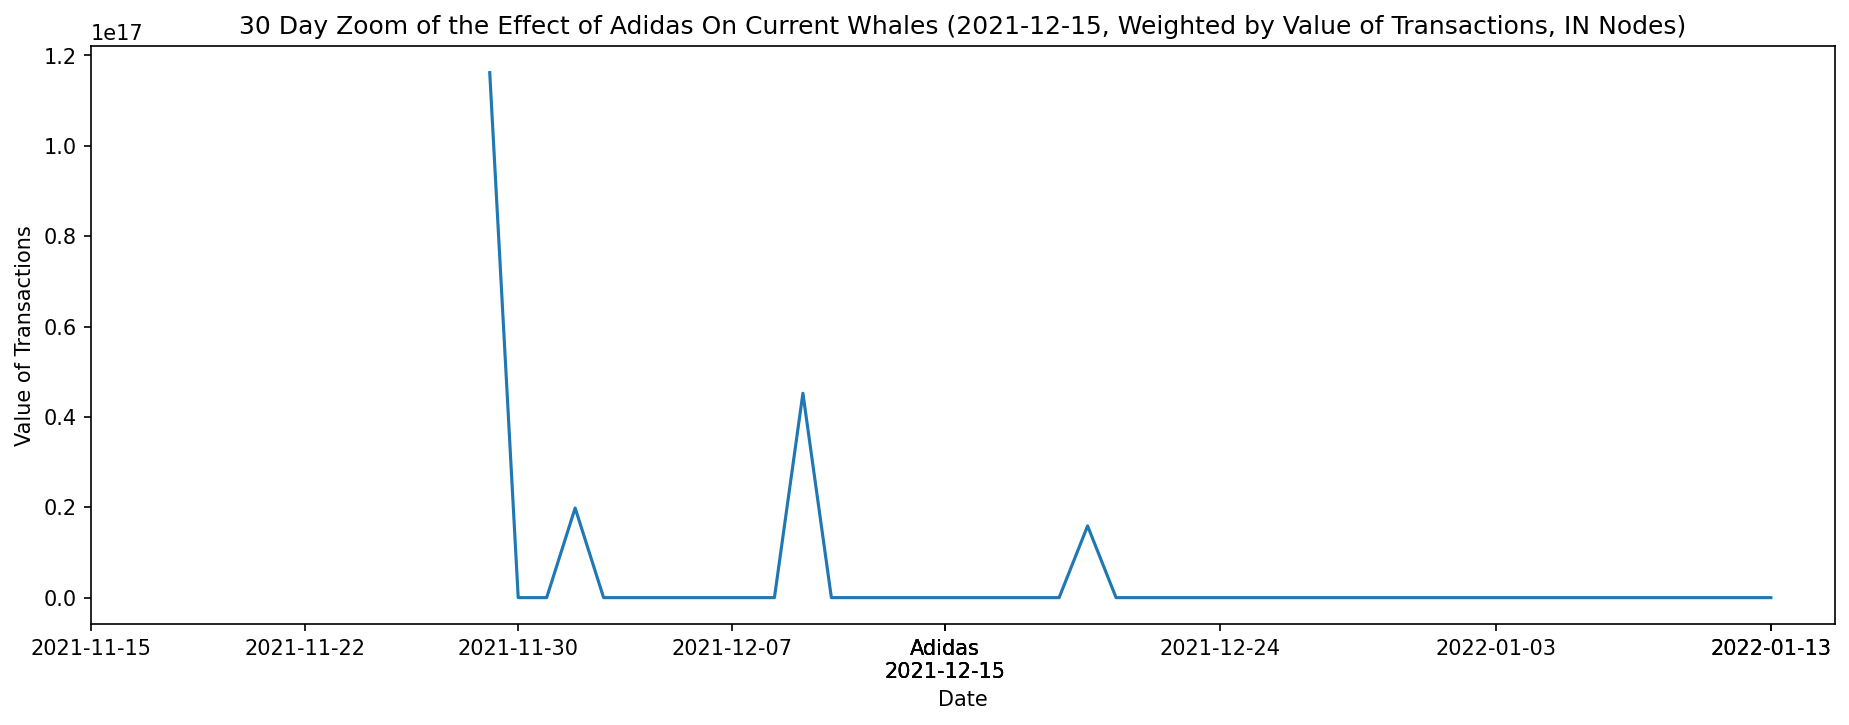 30 Day Zoom of the Effect of Adidas On Current Whales (2021-12-15, Weighted by Value of Transactions, IN Nodes)
1e17
1.2
1.0
0.8
0.6
0.4
0.2
0.0
Value of Transactions
2021-11-15 2021-11-22 2021-11-30 2021-12-07 Adidas 2021-12-24 2022-01-03 2022-01-13
2021-12-15
Date